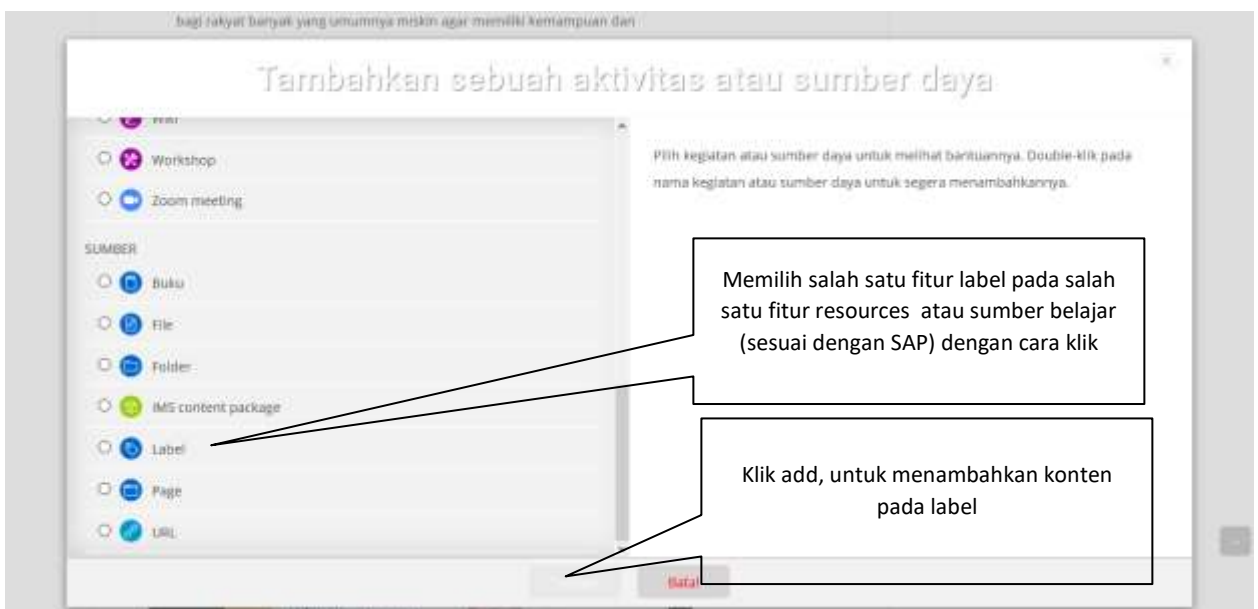 bagi rakyat banyak yang umumnya miskin agar memiliki kemampuan dan
Tambahkan sebuah aktivitas atau sumber daya
Wiki
Workshop
Zoom meeting
Pilih kegiatan atau sumber daya untuk melihat bantuannya. Double-klik pada
nama kegiatan atau sumber daya untuk segera menambahkannya.
SUMBER
Buku
File
Folder
IMS content package
Label
Page
URL
Memilih salah satu fitur label pada salah
satu fitur resources atau sumber belajar
(sesuai dengan SAP) dengan cara klik
Klik add, untuk menambahkan konten
pada label
Batal